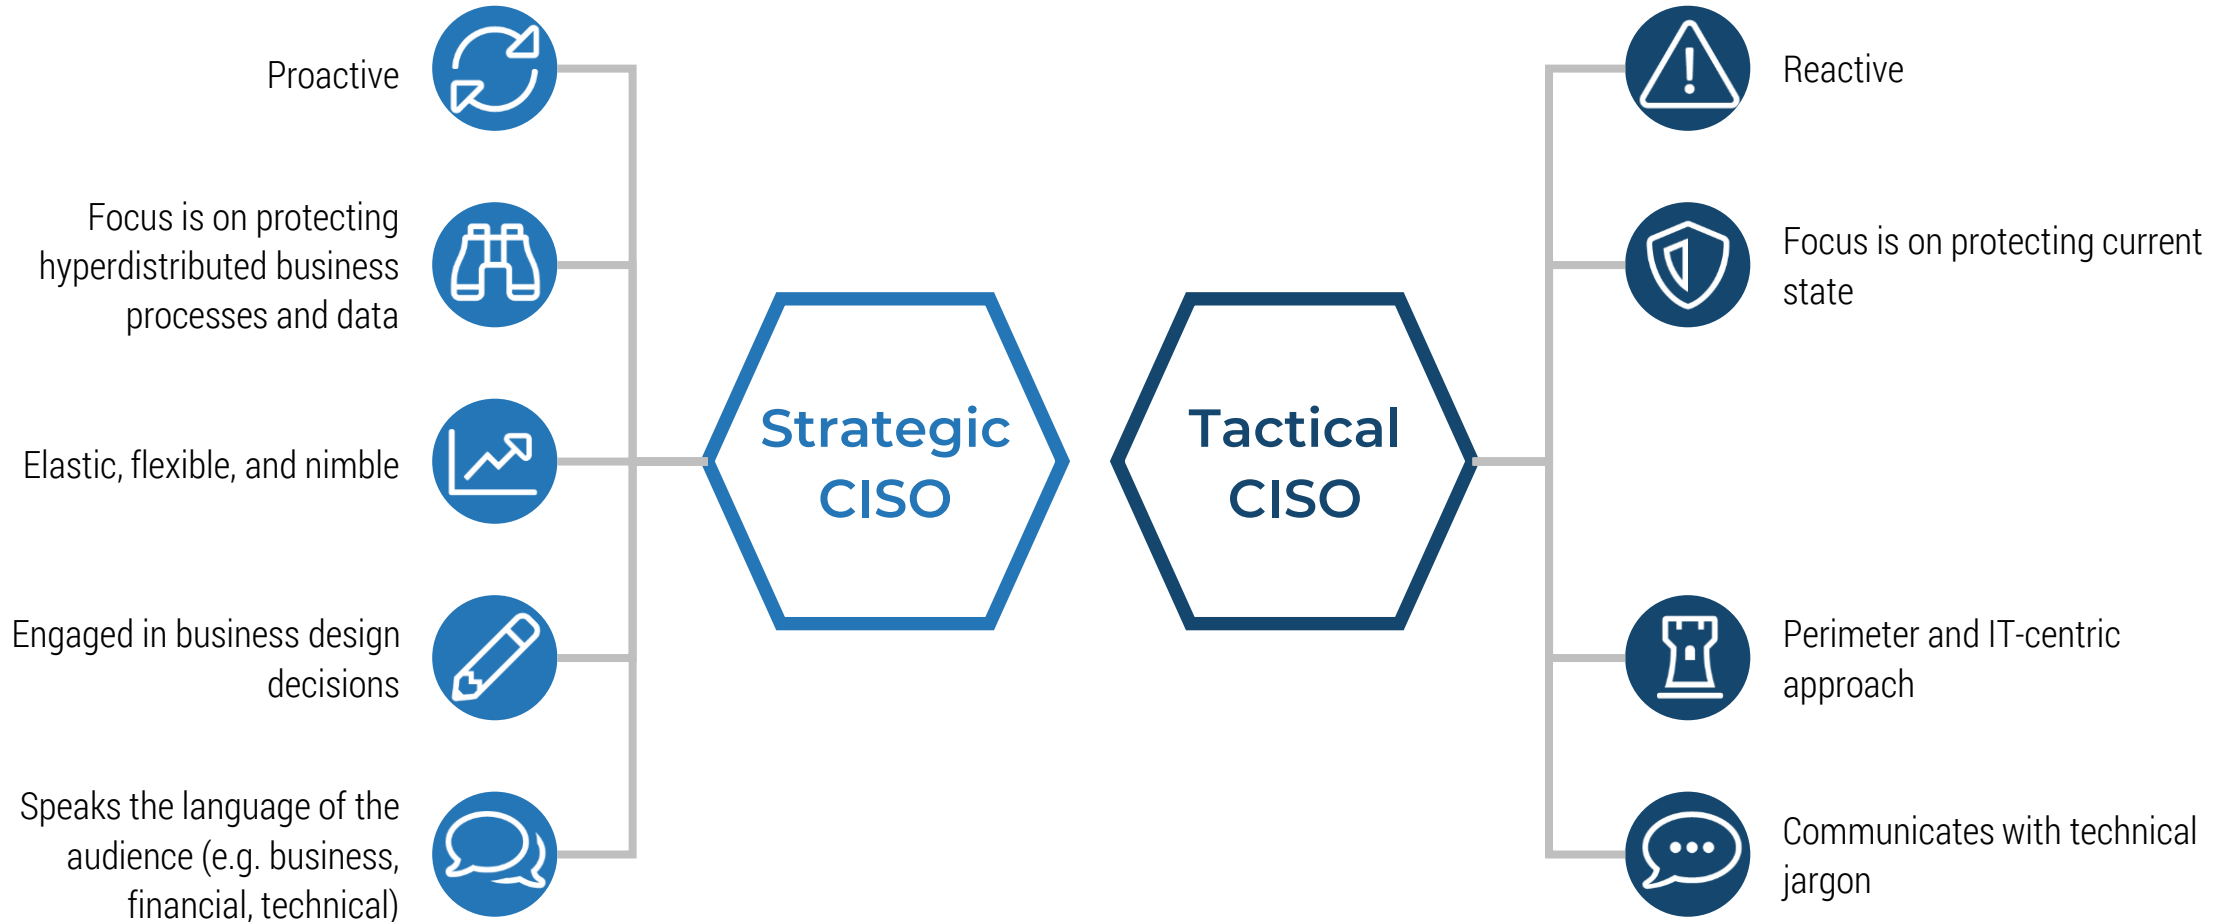 Proactive
Focus is on protecting
hyperdistributed business
processes and data
Elastic, flexible, and nimble
Engaged in business design
decisions
Speaks the language of the
audience (e.g. business,
financial, technical)
Strategic
CISO
Tactical
CISO
Reactive
Focus is on protecting current
state
Perimeter and IT-centric
approach
Communicates with technical
jargon